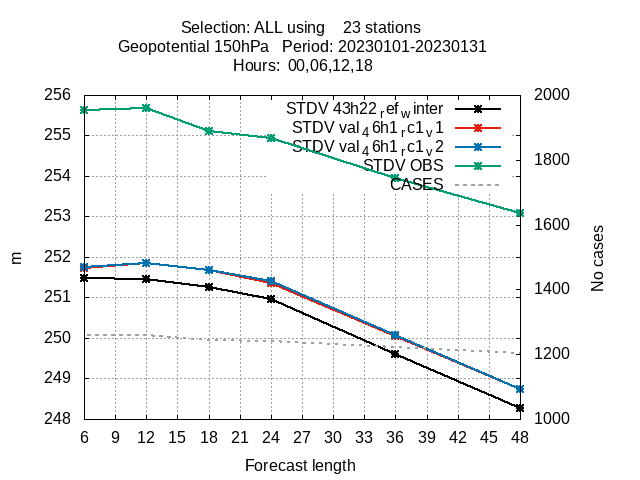 Selection: ALL using    23 stations
Geopotential 150hPa   Period: 20230101-20230131
Hours:  00,06,12,18
256
255
254
253
252
251
250
249
248
2000
1800
1600
1400
1200
1000
STDV 43h22refwinter
STDV val46h1rc1v1
STDV val46h1rc1v2
STDV OBS
CASES
m
No cases
6 9 12 15 18 21 24 27 30 33 36 39 42 45 48
Forecast length